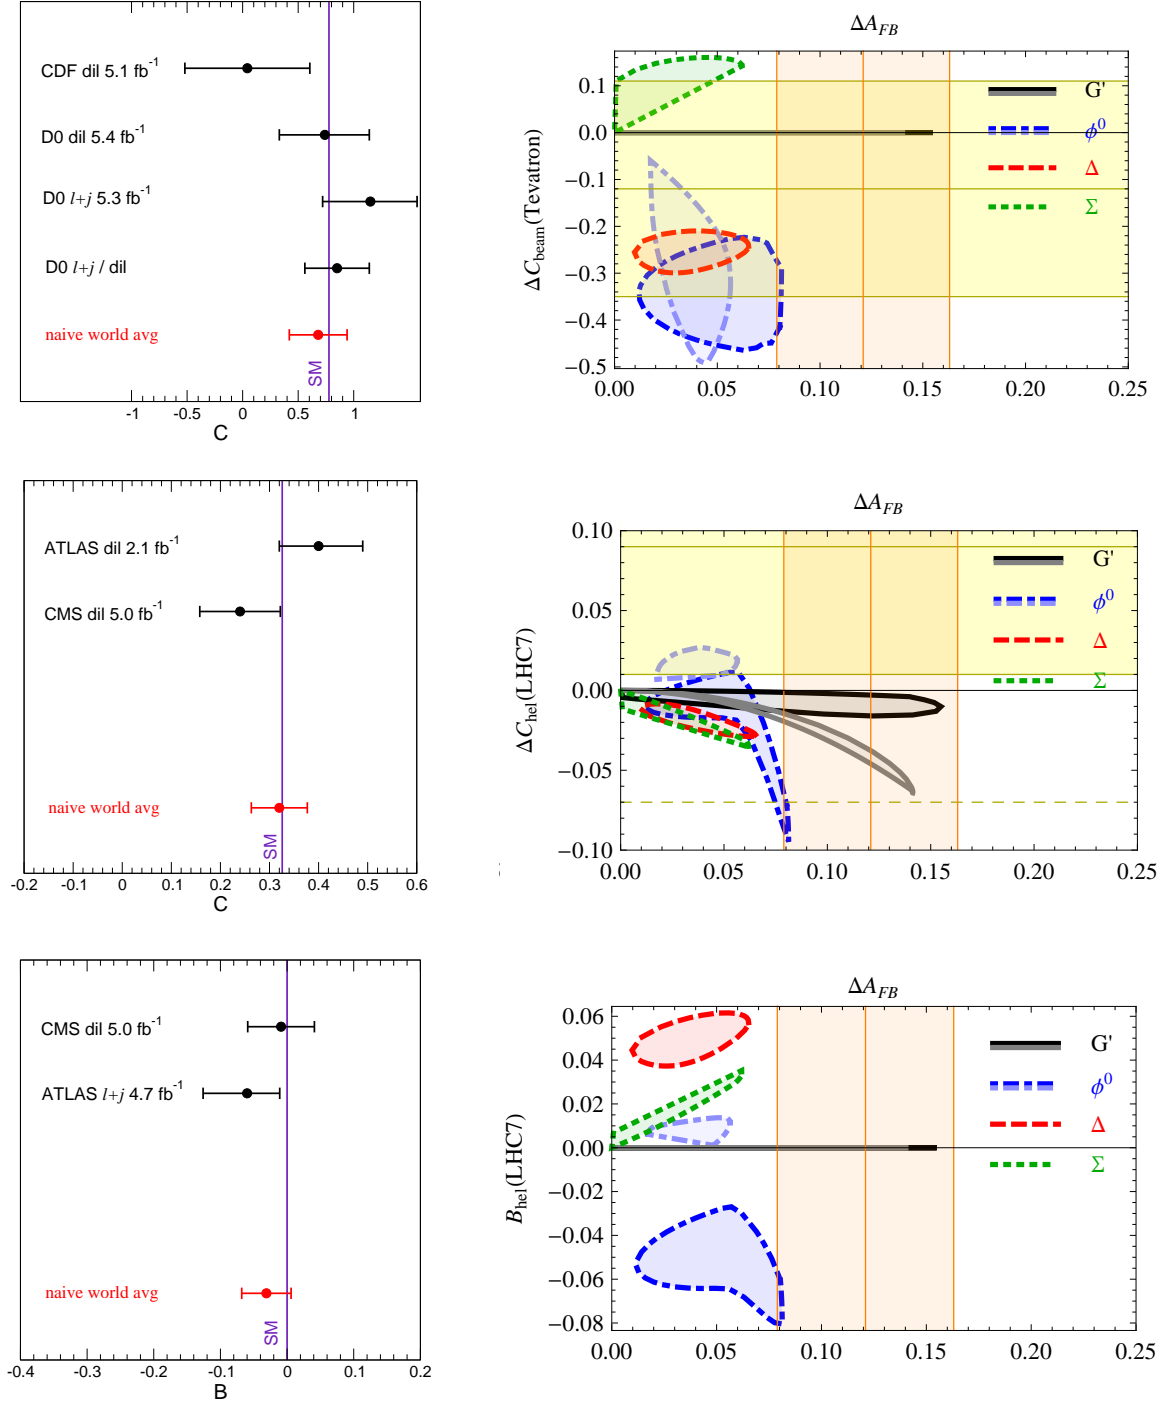 CDF dil 5.1 fb-1
D0 dil 5.4 fb-1
D0 l+j 5.3 fb-1
D0 l+j / dil
naive world avg
SM
-1 -0.5 0 0.5 1
C
ΔAFB
ΔCbeam(Tevatron)
0.1
0.0
−0.1
−0.2
−0.3
−0.4
−0.5
0.00 0.05 0.10 0.15 0.20 0.25
G'
ϕ0
Δ
Σ
ATLAS dil 2.1 fb-1
CMS dil 5.0 fb-1
naive world avg
SM
-0.2 -0.1 0 0.1 0.2 0.3 0.4 0.5 0.6
C
ΔAFB
ΔChel(LHC7)
0.10
0.05
0.00
−0.05
−0.10
0.00 0.05 0.10 0.15 0.20 0.25
G'
ϕ0
Δ
Σ
CMS dil 5.0 fb-1
ATLAS l+j 4.7 fb-1
naive world avg
SM
-0.4 -0.3 -0.2 -0.1 0 0.1 0.2
B
ΔAFB
Bhel(LHC7)
0.06
0.04
0.02
0.00
−0.02
−0.04
−0.06
−0.08
0.00 0.05 0.10 0.15 0.20 0.25
G'
ϕ0
Δ
Σ